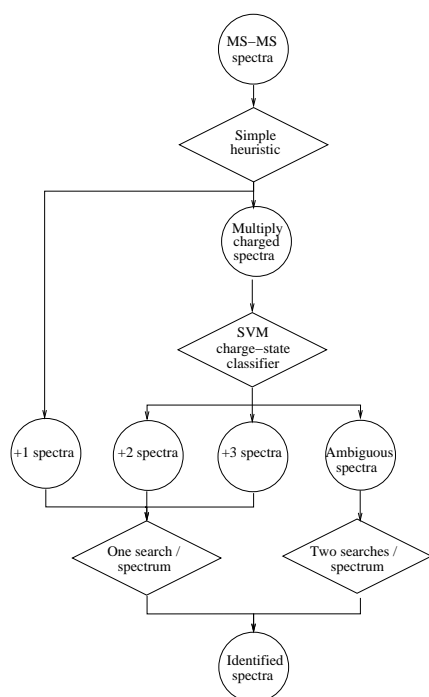 MS−MS
spectra
Simple
heuristic
Multiply
charged
spectra
SVM
charge−state
classifier
+1 spectra
+2 spectra
+3 spectra
Ambiguous
spectra
One search /
spectrum
Two searches /
spectrum
Identified
spectra